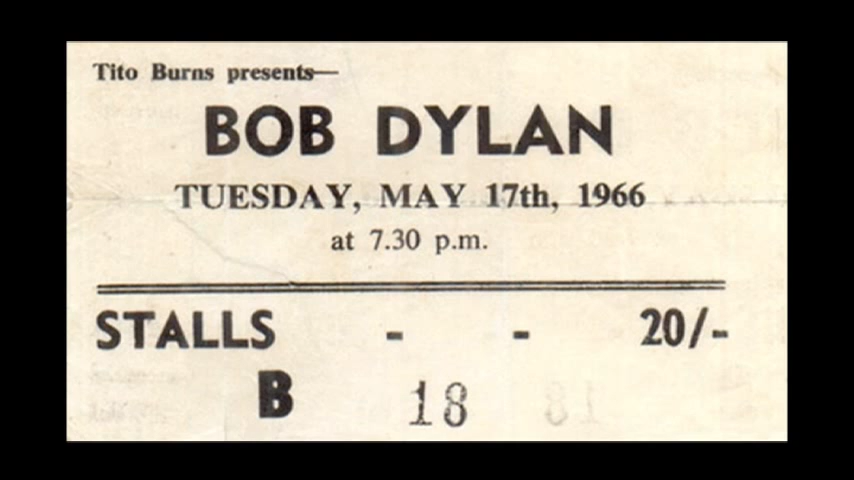 Tito Burns presents—
BOB DYLAN
TUESDAY, MAY 17th, 1966
at 7.30 p.m.
STALLS - - 20/-
B 18